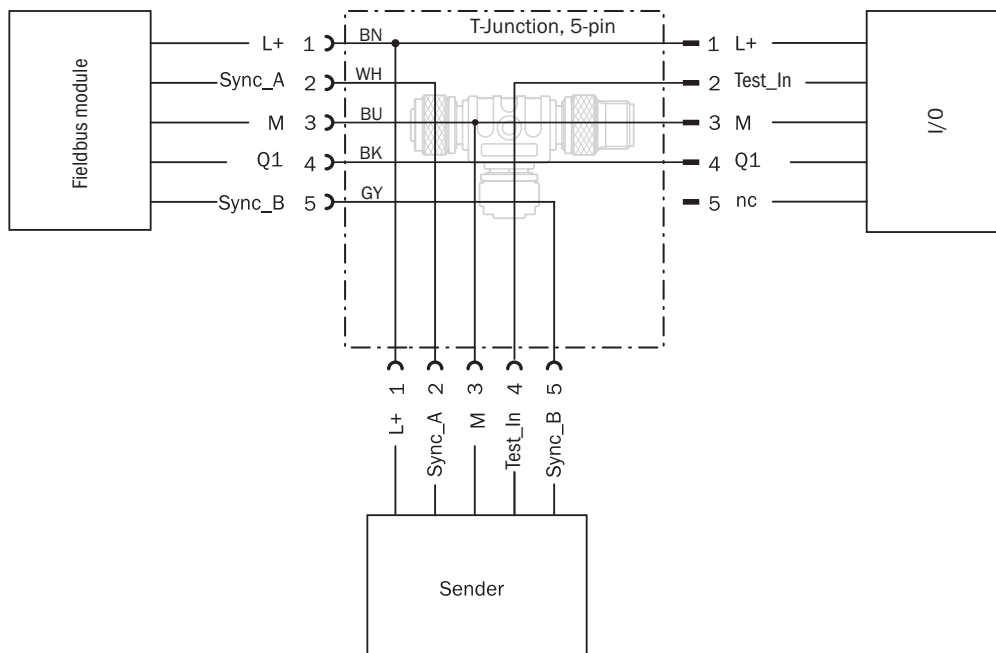 T-Junction, 5-pin
L+ 1 BN 1 L+
Sync_A 2 WH 2 Test_In
M 3 BU 3 M
Q1 4 BK 4 Q1
Sync_B 5 GY 5 nc
Fieldbus module
I/O
1 2 3 4 5
L+ Sync_A M Test_In Sync_B
Sender